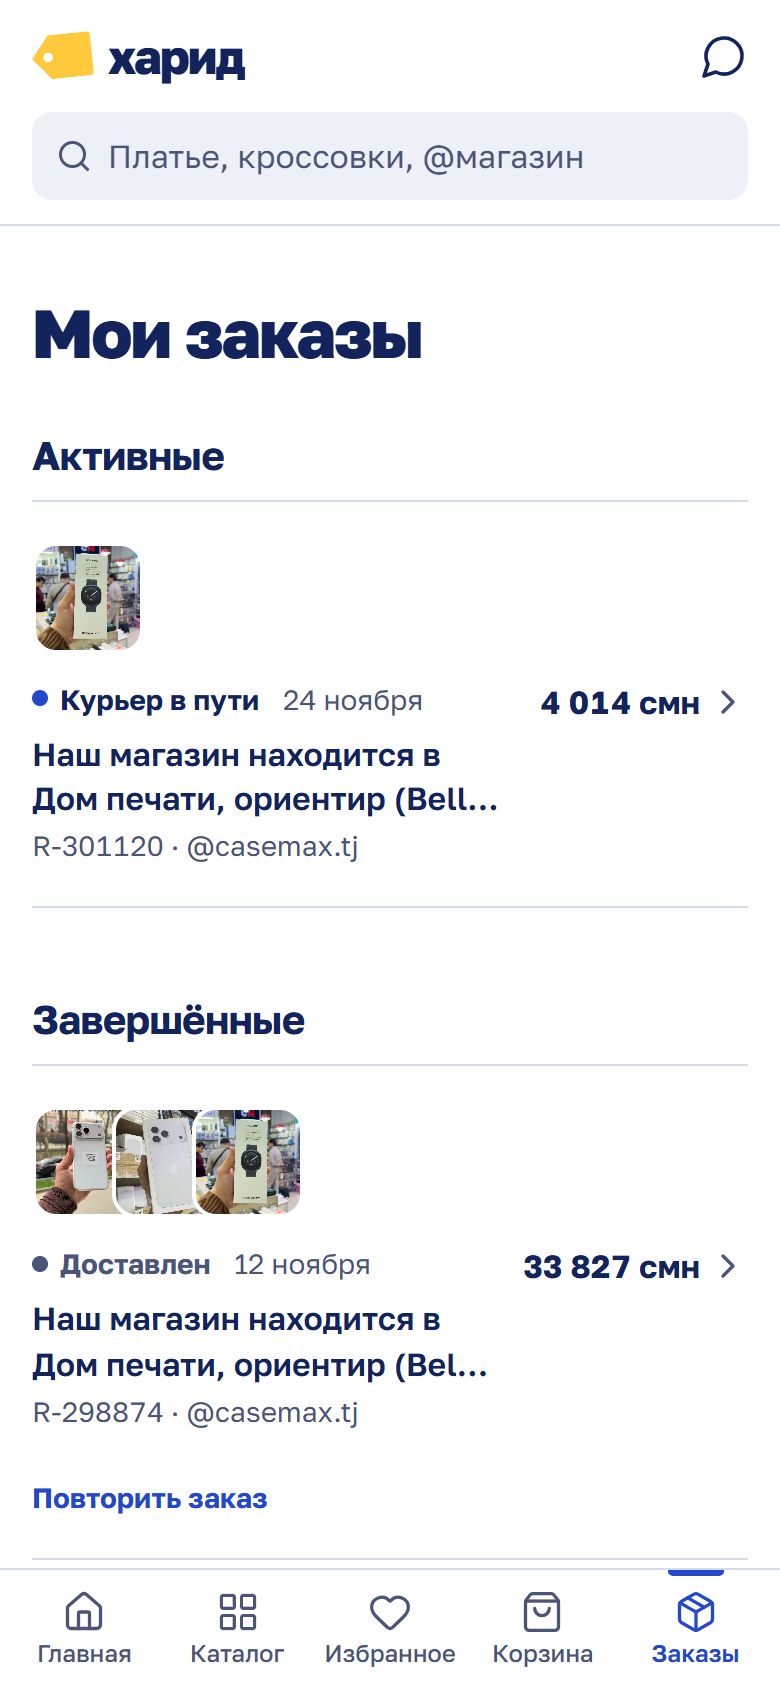 харид
Платье, кроссовки, @магазин
Мои заказы
Активные
Курьер в пути 24 ноября 4 014 смн
Наш магазин находится в
Дом печати, ориентир (Bell...
R-301120 · @casemax.tj
Завершённые
Доставлен 12 ноября 33 827 смн
Наш магазин находится в
Дом печати, ориентир (Bel...
R-298874 · @casemax.tj
Повторить заказ
Главная Каталог Избранное Корзина Заказы